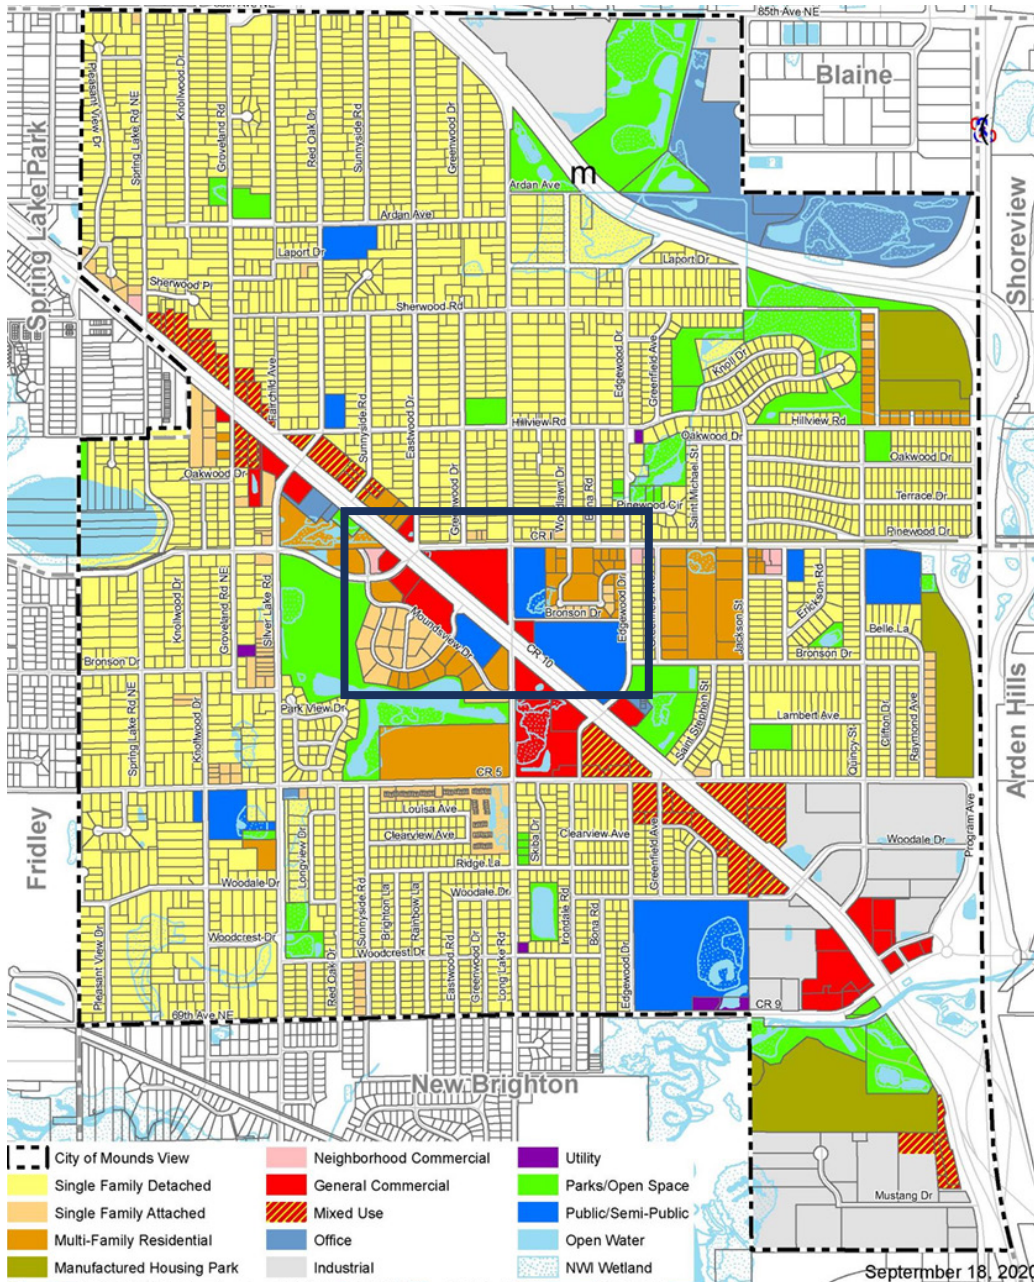 85th Ave NE
Blaine
Spring Lake Park
Shoreview
Pleasant View Dr
Spring Lake Rd NE
Knollwood Dr
Groveland Rd
Red Oak Dr
Sunnyside Rd
Greenwood Dr
m
Ardan Ave
Ardan Ave
Laport Dr
Laport Dr
Sherwood Pl
Sherwood Rd
Fairchild Ave
Sunnyside Rd
Eastwood Dr
Edgewood Dr
Greenfield Ave
Knoll Dr
Hillview Rd
Hillview Rd
Oakwood Dr
Oakwood Dr
Oakwood Dr
Greenwood Dr
Woodlawn Dr
Bona Rd
Saint Michael St
Terrace Dr
Pinewood Cir
Pinewood Dr
CR I
Knollwood Dr
Groveland Rd NE
Silver Lake Rd
Moundsview Dr
Bronson Dr
Edgewood Dr
Jackson St
Erickson Rd
Belle La
CR 10
Bronson Dr
Bronson Dr
Spring Lake Rd NE
Knollwood Dr
Park View Dr
Saint Stephen St
Lambert Ave
Quincy St
Clifton Dr
Raymond Ave
Arden Hills
CR 5
Fridley
Louisa Ave
Clearview Ave
Clearview Ave
Longview Dr
Skiba Dr
Greenfield Ave
Woodale Dr
Program Ave
Ridge La
Woodale Dr
Woodale Dr
Pleasant View Dr
Woodcrest Dr
Woodcrest Dr
Red Oak Dr
Sunnyside Rd
Brighton La
Rainbow La
Eastwood Rd
Greenwood Dr
Long Lake Rd
Irondale Rd
Bona Rd
Edgewood Dr
CR 9
69th Ave NE
New Brighton
Mustang Dr
City of Mounds View
Single Family Detached
Single Family Attached
Multi-Family Residential
Manufactured Housing Park
Neighborhood Commercial
General Commercial
Mixed Use
Office
Industrial
Utility
Parks/Open Space
Public/Semi-Public
Open Water
NWI Wetland